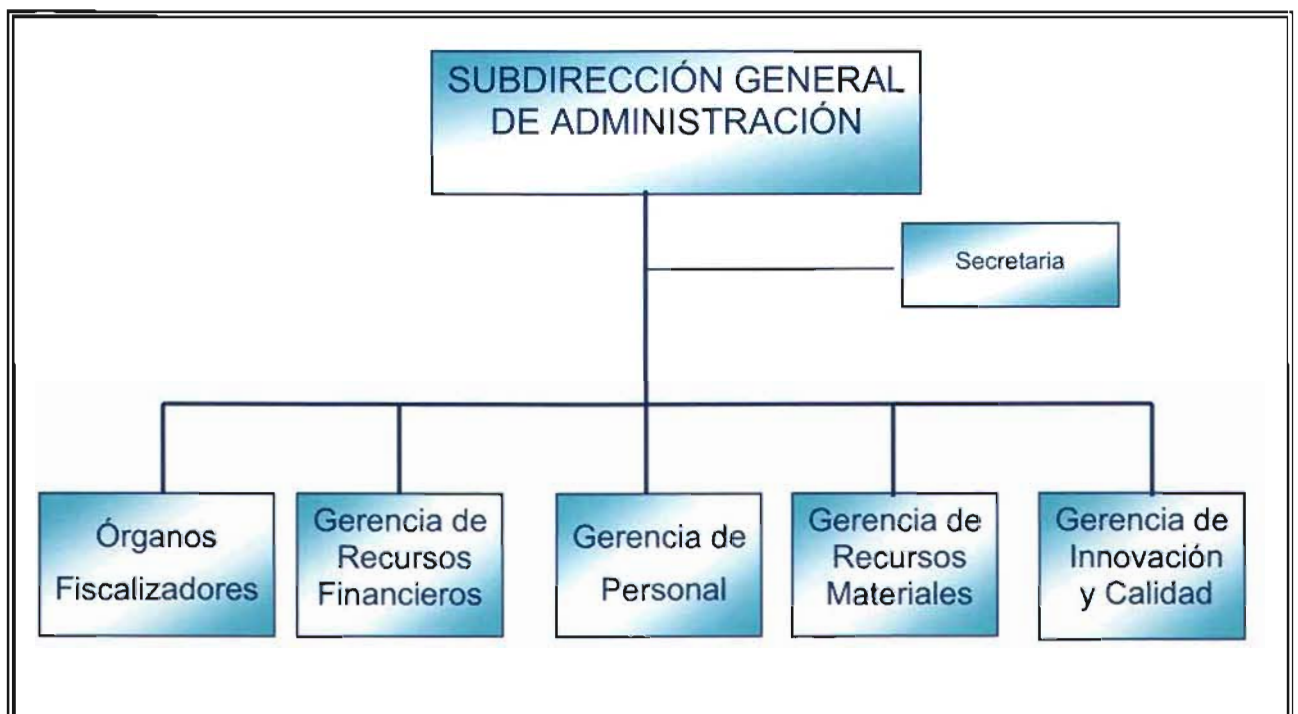 SUBDIRECCIÓN GENERAL
DE ADMINISTRACIÓN
Secretaria
Órganos
Fiscalizadores
Gerencia de
Recursos
Financieros
Gerencia de
Personal
Gerencia de
Recursos
Materiales
Gerencia de
Innovación
y Calidad